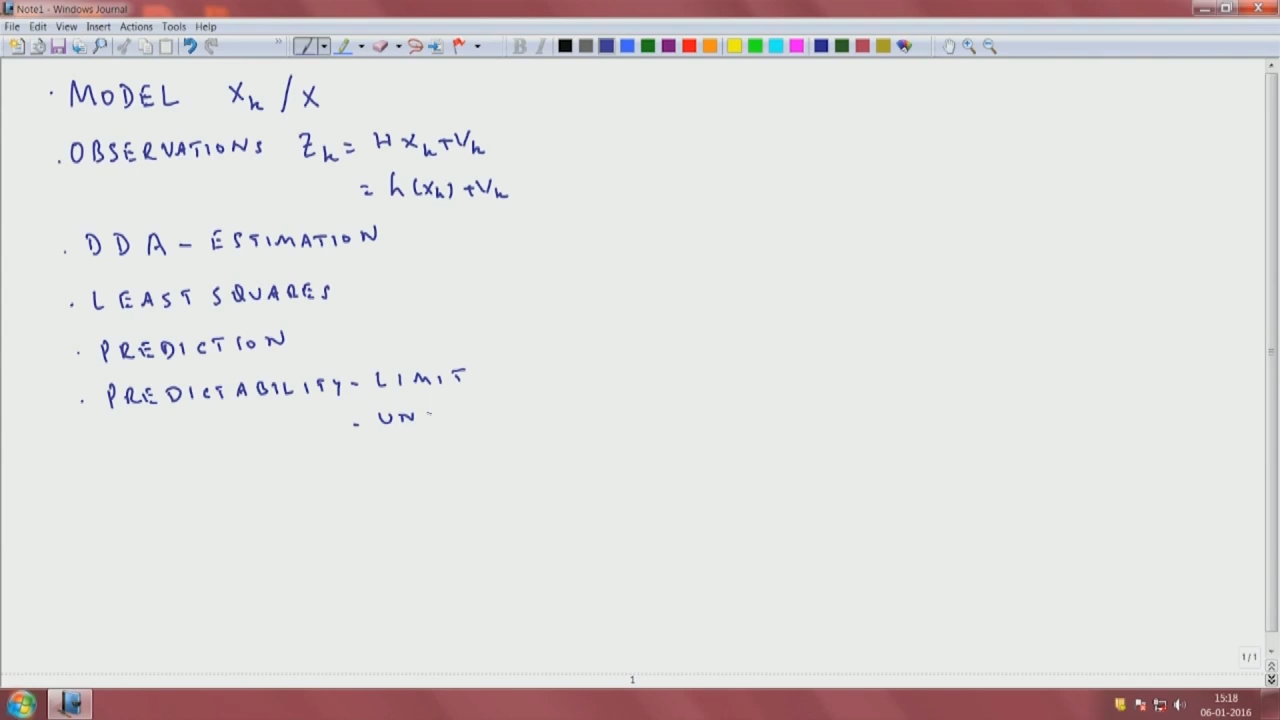 Note1 - Windows Journal
File Edit View Insert Actions Tools Help
· MODEL x_k / x
· OBSERVATIONS Z_k = H x_k + V_k
= h(x_k) + V_k
· DDA - ESTIMATION
· LEAST SQUARES
· PREDICTION
· PREDICTABILITY - LIMIT
- UN
1/1
1
15:18
06-01-2016